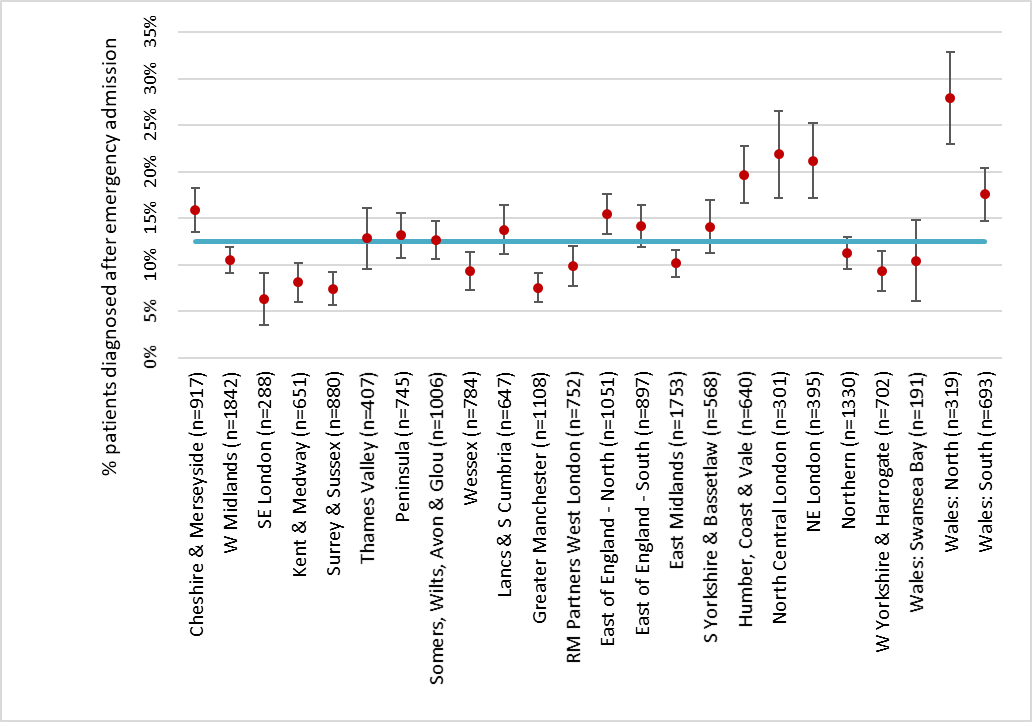 % patients diagnosed after emergency admission
35%
30%
25%
20%
15%
10%
5%
0%
Cheshire & Merseyside (n=917)
W Midlands (n=1842)
SE London (n=288)
Kent & Medway (n=651)
Surrey & Sussex (n=880)
Thames Valley (n=407)
Peninsula (n=745)
Somers, Wilts, Avon & Glou (n=1006)
Wessex (n=784)
Lancs & S Cumbria (n=647)
Greater Manchester (n=1108)
RM Partners West London (n=752)
East of England - North (n=1051)
East of England - South (n=897)
East Midlands (n=1753)
S Yorkshire & Bassetlaw (n=568)
Humber, Coast & Vale (n=640)
North Central London (n=301)
NE London (n=395)
Northern (n=1330)
W Yorkshire & Harrogate (n=702)
Wales: Swansea Bay (n=191)
Wales: North (n=319)
Wales: South (n=693)